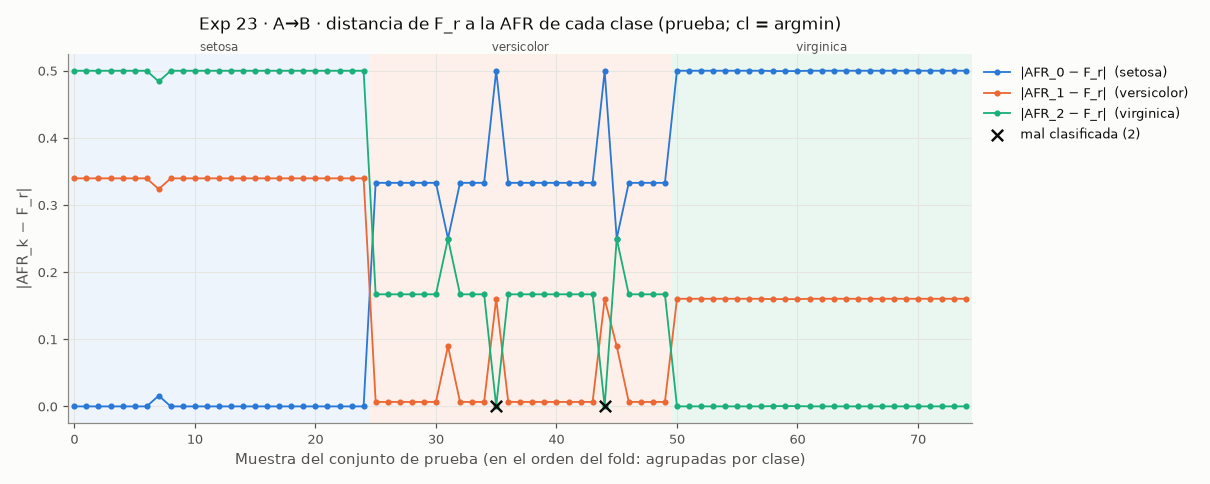 Exp 23 · A→B · distancia de F_r a la AFR de cada clase (prueba; cl = argmin)
setosa versicolor virginica
|AFR_0 − F_r| (setosa)
|AFR_1 − F_r| (versicolor)
|AFR_2 − F_r| (virginica)
mal clasificada (2)
|AFR_k − F_r|
0.5
0.4
0.3
0.2
0.1
0.0
0 10 20 30 40 50 60 70
Muestra del conjunto de prueba (en el orden del fold: agrupadas por clase)